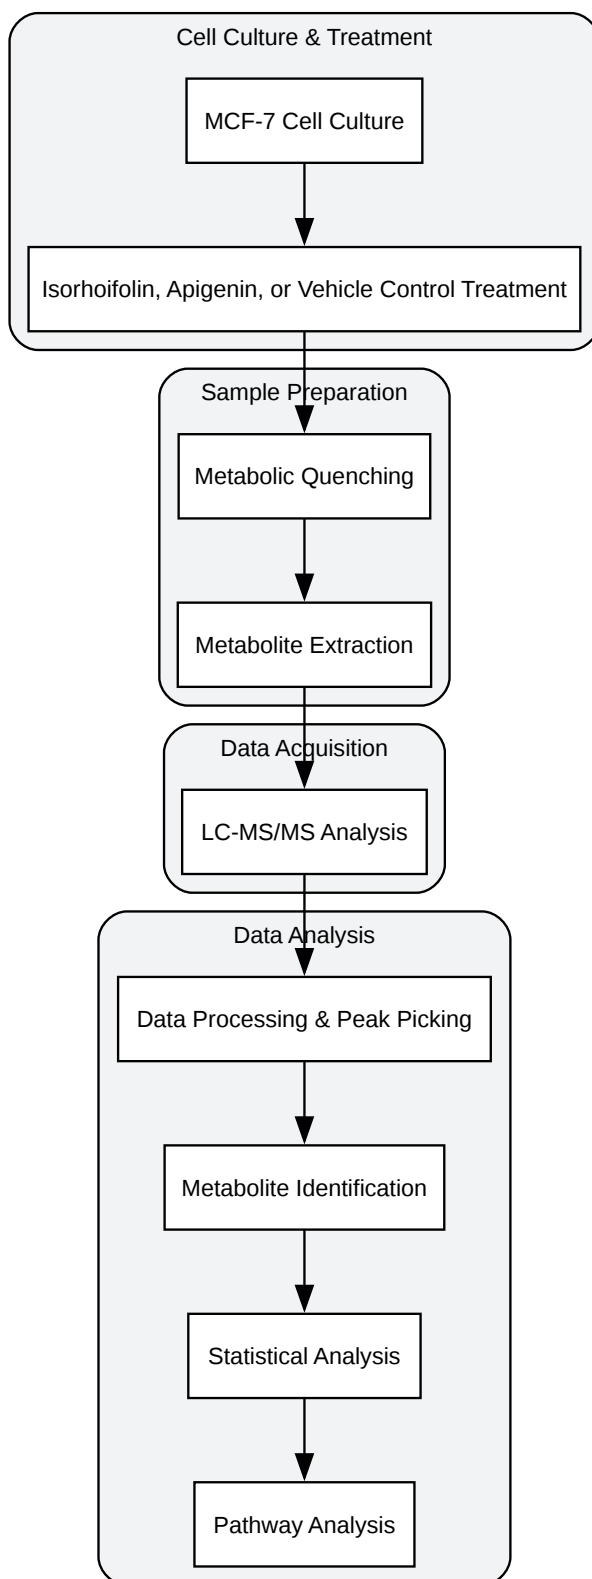 Cell Culture & Treatment
MCF-7 Cell Culture
Isorhoifolin, Apigenin, or Vehicle Control Treatment
Sample Preparation
Metabolic Quenching
Metabolite Extraction
Data Acquisition
LC-MS/MS Analysis
Data Analysis
Data Processing & Peak Picking
Metabolite Identification
Statistical Analysis
Pathway Analysis